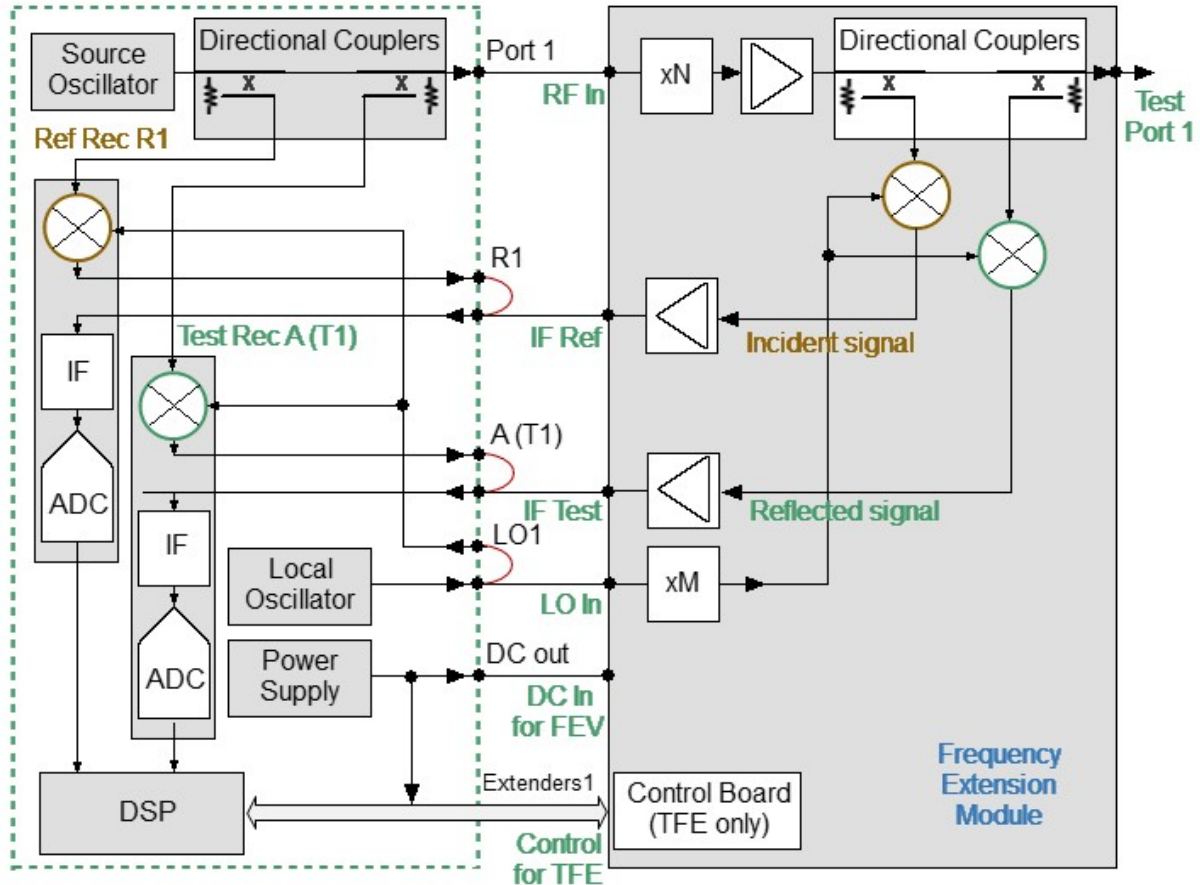 Source
Oscillator
Directional Couplers
X
X
Port 1
RF In
xN
Directional Couplers
X
X
Test
Port 1
Ref Rec R1
R1
IF Ref
Incident signal
Test Rec A (T1)
IF
ADC
A (T1)
IF Test
Reflected signal
IF
ADC
LO1
Local
Oscillator
LO In
xM
Power
Supply
DC out
DC In
for FEV
Frequency
Extension
Module
DSP
Extenders1
Control Board
(TFE only)
Control
for TFE